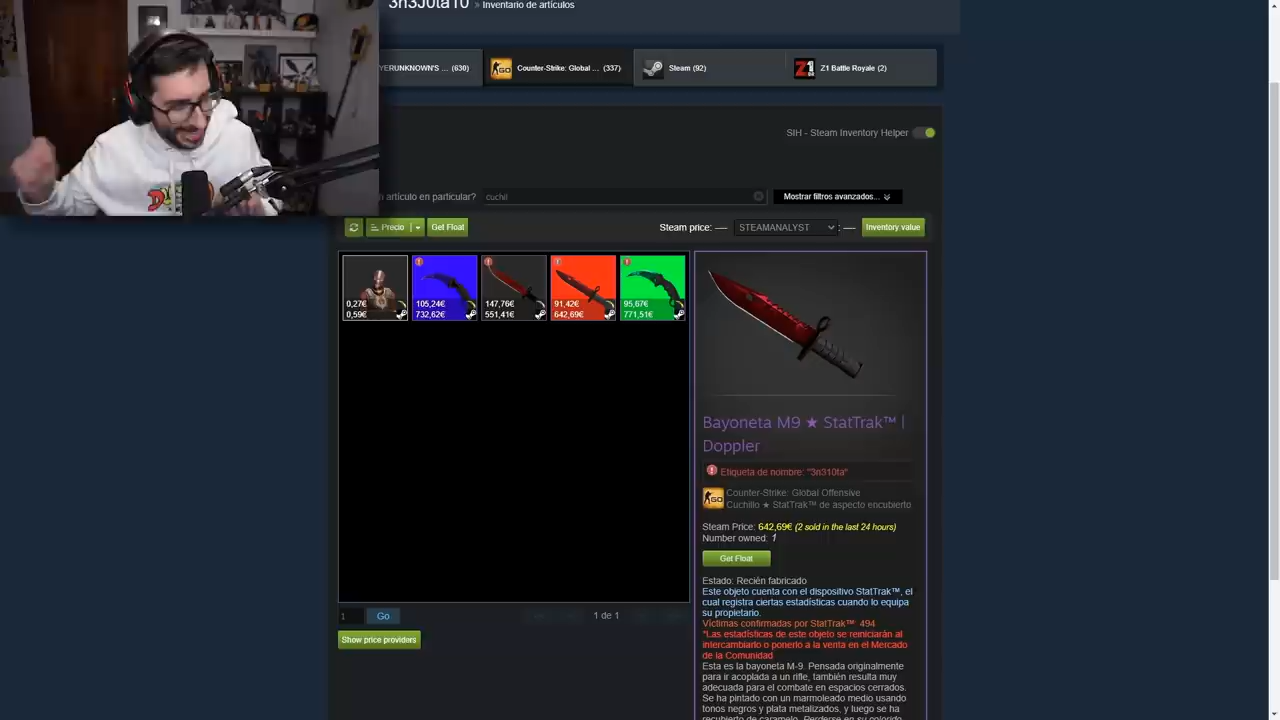 3n3J0ta10 » Inventario de artículos
YERUNKNOWN'S ... (630)
Counter-Strike: Global ... (337)
Steam (92)
Z1 Battle Royale (2)
SIH - Steam Inventory Helper
n artículo en particular? cuchil
Mostrar filtros avanzados...
Precio Get Float
Steam price: — STEAMANALYST : — Inventory value
0,27€
0,59€
105,24€
732,62€
147,76€
551,41€
91,42€
642,69€
95,67€
771,51€
1 Go 1 de 1
Show price providers
Bayoneta M9 ★ StatTrak™ |
Doppler
Etiqueta de nombre: "3n310ta"
Counter-Strike: Global Offensive
Cuchillo ★ StatTrak™ de aspecto encubierto
Steam Price: 642,69€ (2 sold in the last 24 hours)
Number owned: 1
Get Float
Estado: Recién fabricado
Este objeto cuenta con el dispositivo StatTrak™, el
cual registra ciertas estadísticas cuando lo equipa
su propietario.
Víctimas confirmadas por StatTrak™: 494
*Las estadísticas de este objeto se reiniciarán al
intercambiarlo o ponerlo a la venta en el Mercado
de la Comunidad
Esta es la bayoneta M-9. Pensada originalmente
para ir acoplada a un rifle, también resulta muy
adecuada para el combate en espacios cerrados.
Se ha pintado con un marmoleado medio usando
tonos negros y plata metalizados, y luego se ha
recubierto de caramelo. Perderse en su colorido